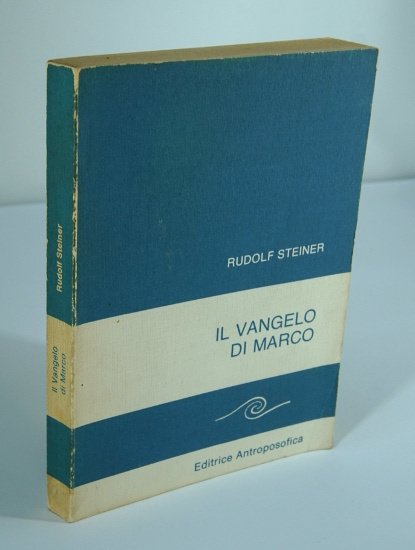 RUDOLF STEINER
IL VANGELO
DI MARCO
Editrice Antroposofica
Rudolf Steiner
Il Vangelo
di Marco